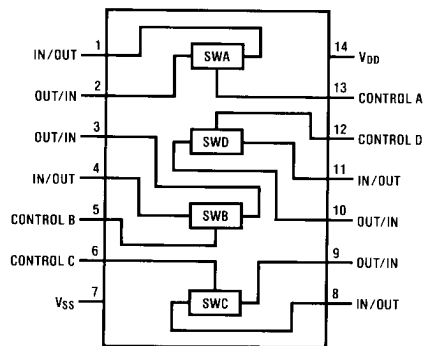 1
IN/OUT
2
OUT/IN
3
OUT/IN
4
IN/OUT
5
CONTROL B
6
CONTROL C
7
VSS
SWA
SWD
SWB
SWC
14
VDD
13
CONTROL A
12
CONTROL D
11
IN/OUT
10
OUT/IN
9
OUT/IN
8
IN/OUT